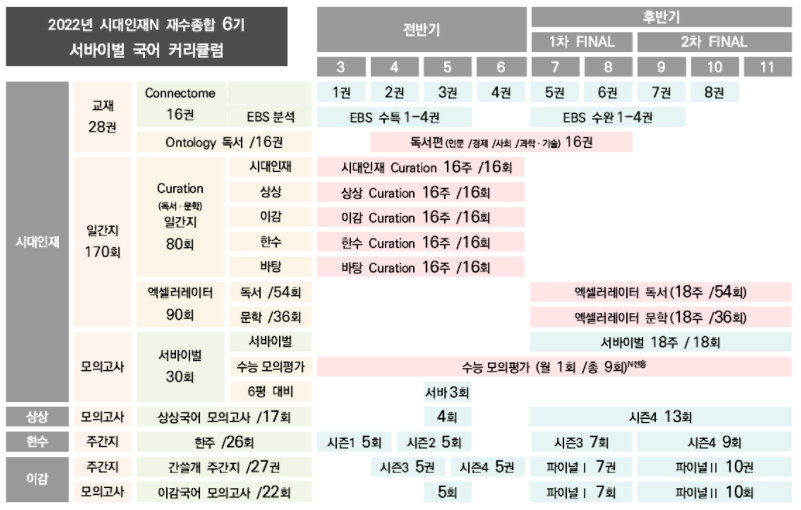 2022년 시대인재N 재수종합 6기
서바이벌 국어 커리큘럼
전반기
후반기
1차 FINAL
2차 FINAL
3 4 5 6 7 8 9 10 11
시대인재
교재
28권
Connectome
16권
1권 2권 3권 4권 5권 6권 7권 8권
EBS 분석
EBS 수특 1-4권
EBS 수완 1-4권
Ontology 독서 /16권
독서편(인문 /경제 /사회 /과학·기술) 16권
일간지
170회
Curation
(독서·문학)
일간지
80회
시대인재
시대인재 Curation 16주 /16회
상상
상상 Curation 16주 /16회
이감
이감 Curation 16주 /16회
한수
한수 Curation 16주 /16회
바탕
바탕 Curation 16주 /16회
엑셀러레이터
90회
독서 /54회
엑셀러레이터 독서(18주 /54회)
문학 /36회
엑셀러레이터 문학(18주 /36회)
모의고사
서바이벌
30회
서바이벌
서바이벌 18주 / 18회
수능 모의평가
수능 모의평가 (월 1회 /총 9회)N전용
6평 대비
서바 3회
상상
모의고사
상상국어 모의고사 /17회
4회
시즌4 13회
한수
주간지
한주 /26회
시즌1 5회
시즌2 5회
시즌3 7회
시즌4 9회
이감
주간지
간쓸개 주간지 /27권
시즌3 5권
시즌4 5권
파이널Ⅰ 7권
파이널Ⅱ 10권
모의고사
이감국어 모의고사 /22회
5회
파이널Ⅰ 7회
파이널Ⅱ 10회